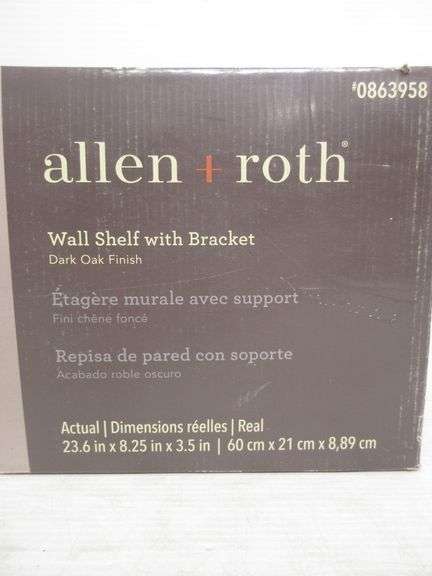 #0863958
allen + roth®
Wall Shelf with Bracket
Dark Oak Finish
Étagère murale avec support
Fini chêne foncé
Repisa de pared con soporte
Acabado roble oscuro
Actual | Dimensions réelles | Real
23.6 in x 8.25 in x 3.5 in | 60 cm x 21 cm x 8,89 cm